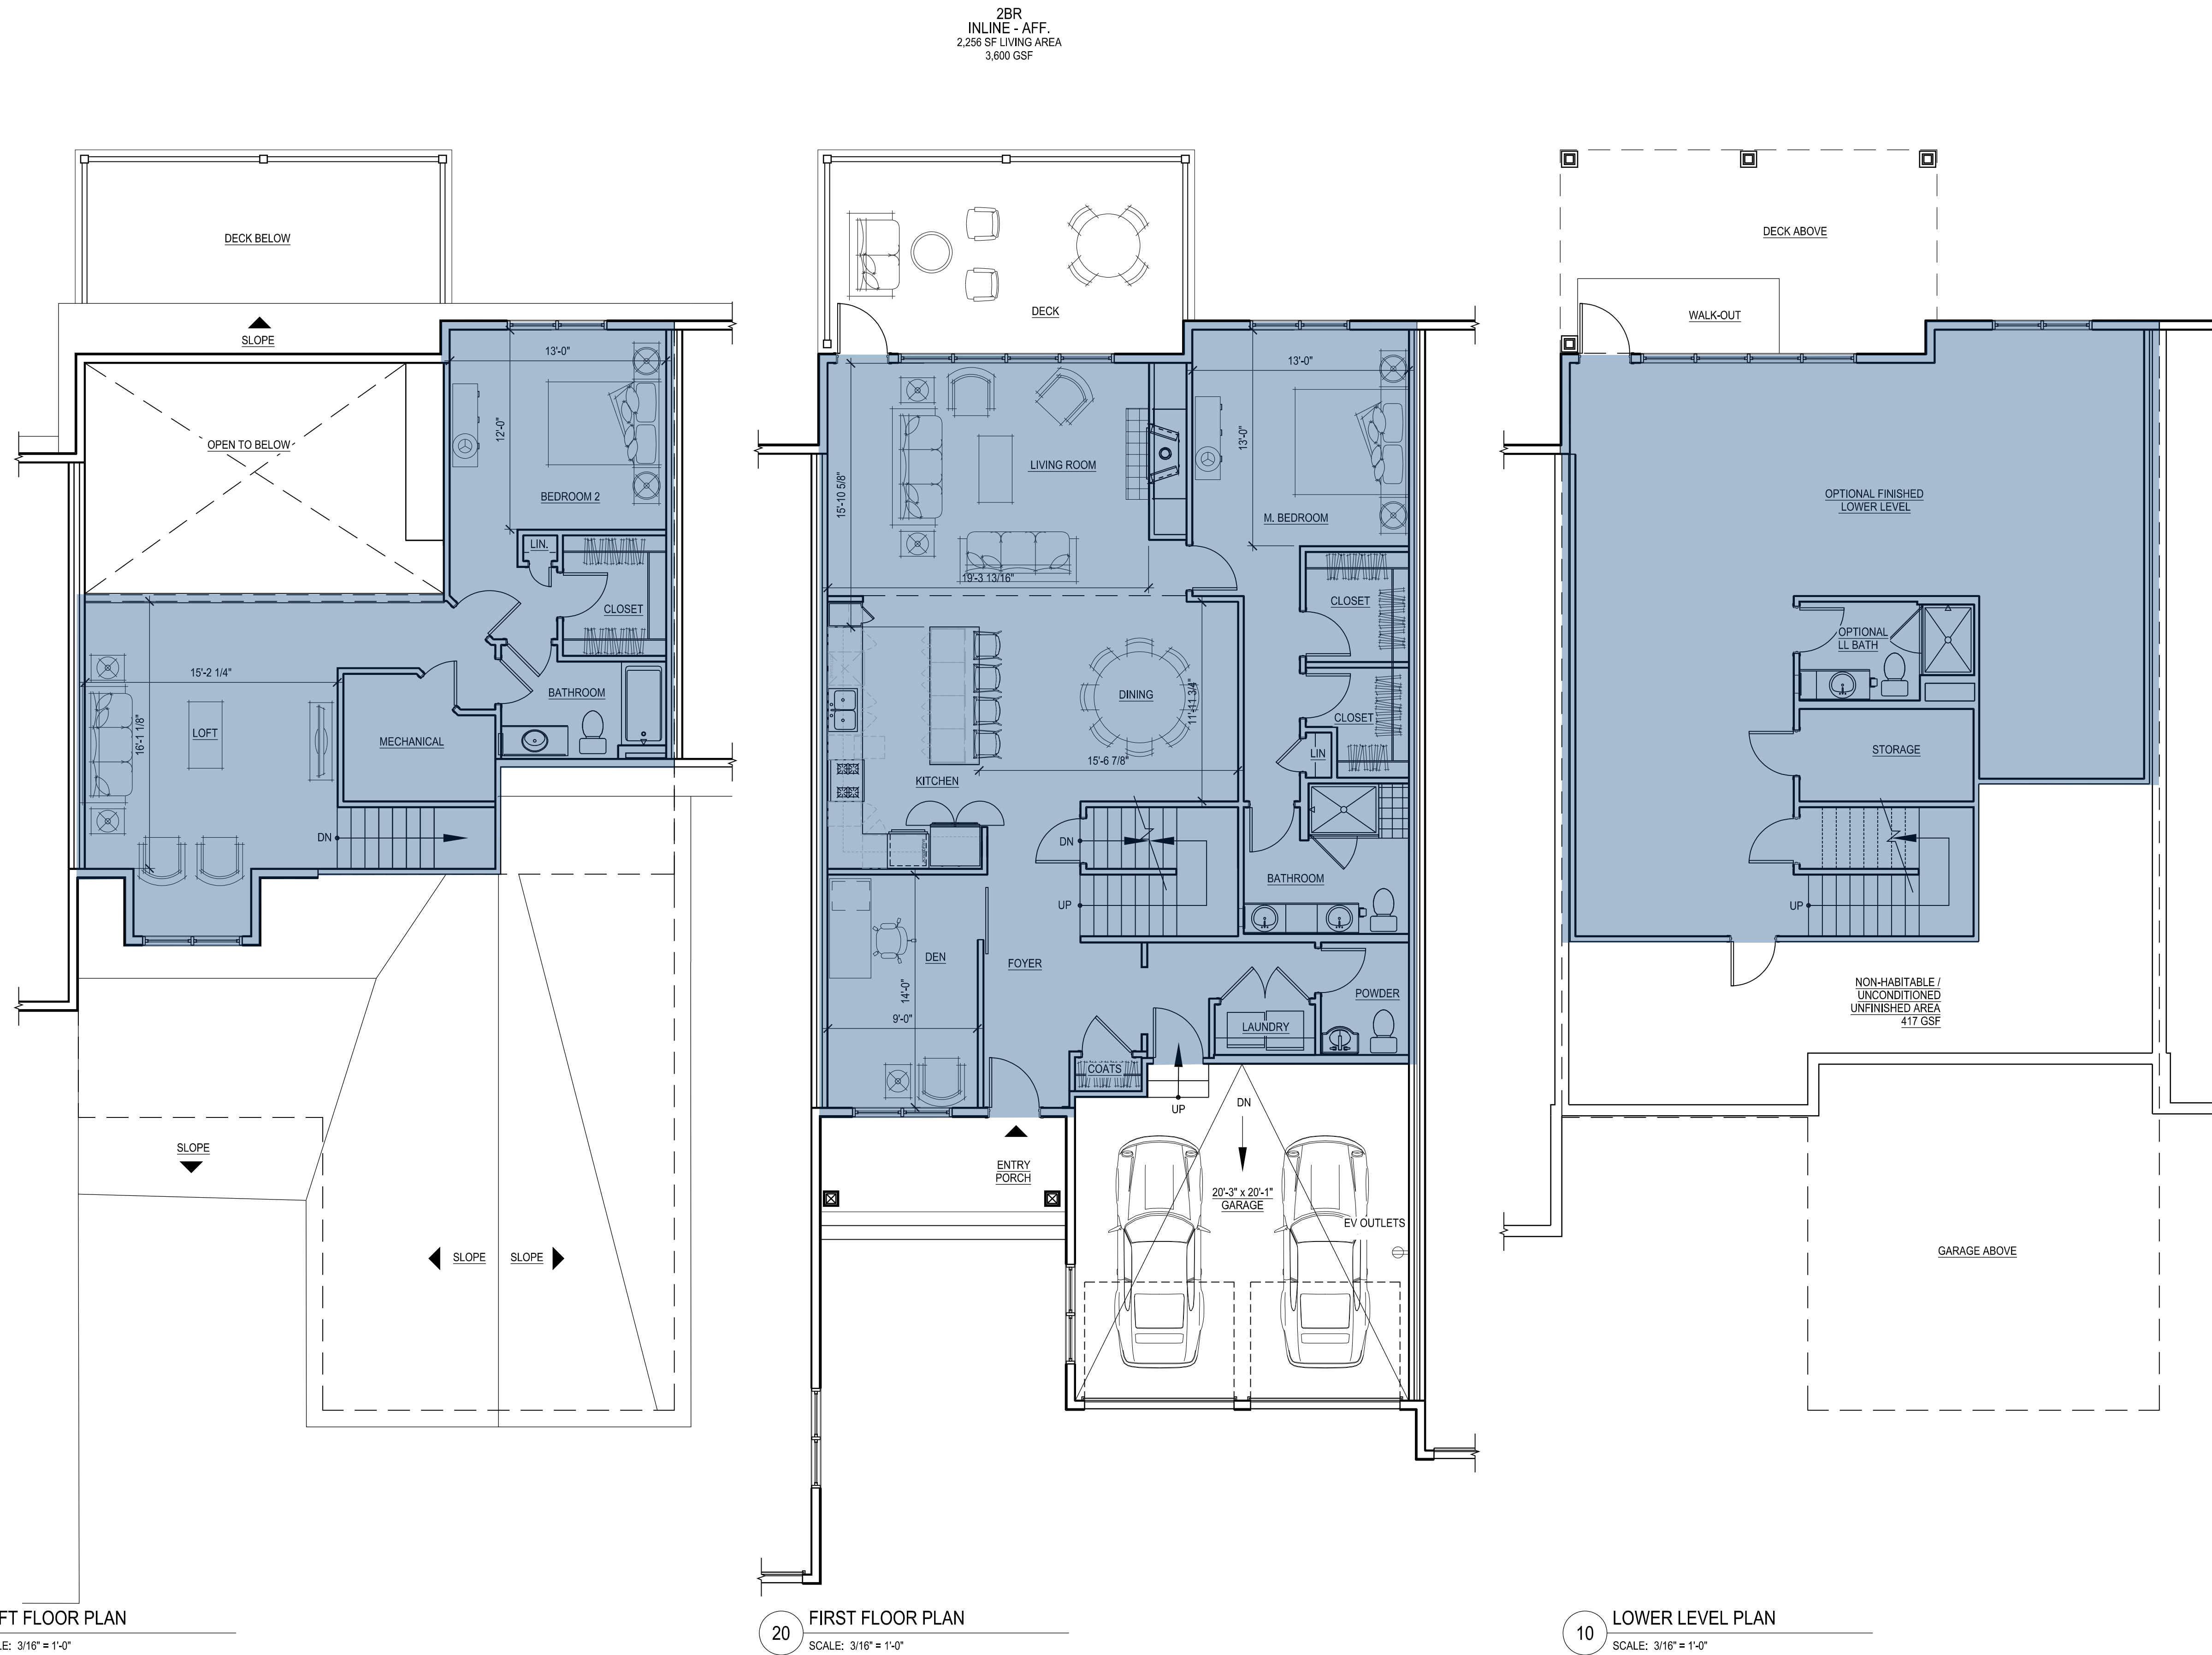 2BR
INLINE - AFF.
2,256 SF LIVING AREA
3,600 GSF
DECK BELOW
SLOPE
13'-0"
12'-0"
OPEN TO BELOW
BEDROOM 2
LIN.
CLOSET
15'-2 1/4"
BATHROOM
LOFT
16'-1 1/8"
MECHANICAL
DN
SLOPE
SLOPE
SLOPE
FT FLOOR PLAN
LE: 3/16" = 1'-0"
DECK
13'-0"
13'-0"
LIVING ROOM
15'-10 5/8"
M. BEDROOM
19'-3 13/16"
CLOSET
DINING
11'-11 3/4"
CLOSET
LIN
15'-6 7/8"
KITCHEN
DN
BATHROOM
UP
DEN
FOYER
14'-0"
POWDER
9'-0"
LAUNDRY
COATS
UP
DN
ENTRY
PORCH
20'-3" x 20'-1"
GARAGE
EV OUTLETS
20
FIRST FLOOR PLAN
SCALE: 3/16" = 1'-0"
DECK ABOVE
WALK-OUT
OPTIONAL FINISHED
LOWER LEVEL
OPTIONAL
LL BATH
STORAGE
UP
NON-HABITABLE /
UNCONDITIONED
UNFINISHED AREA
417 GSF
GARAGE ABOVE
10
LOWER LEVEL PLAN
SCALE: 3/16" = 1'-0"